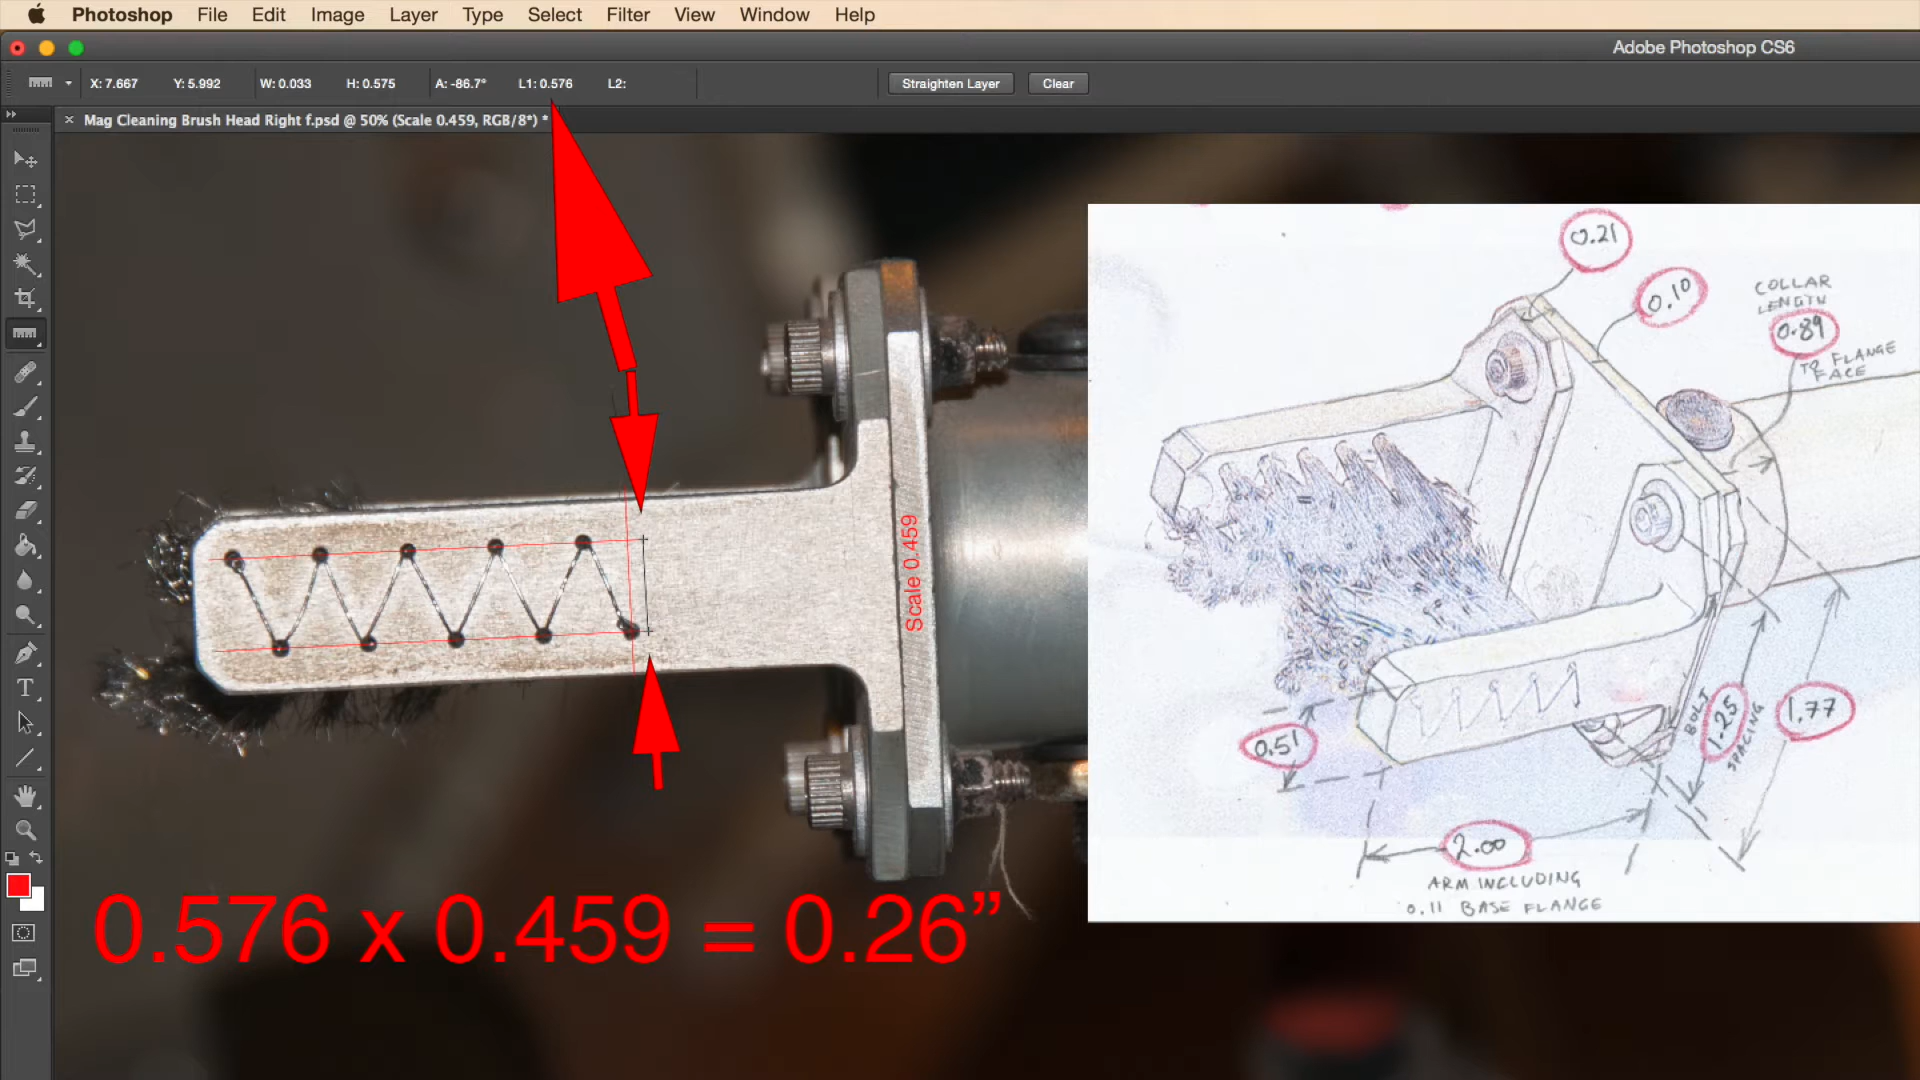 Photoshop File Edit Image Layer Type Select Filter View Window Help
Adobe Photoshop CS6
X: 7.667 Y: 5.992 W: 0.033 H: 0.575 A: -86.7° L1: 0.576 L2: Straighten Layer Clear
Mag Cleaning Brush Head Right f.psd @ 50% (Scale 0.459, RGB/8*) *
Scale 0.459
0.576 x 0.459 = 0.26”
0.21
0.10
COLLAR
LENGTH
0.89
TO FLANGE
FACE
0.51
BOLT
1.25
SPACING
1.77
2.00
ARM INCLUDING
0.11 BASE FLANGE